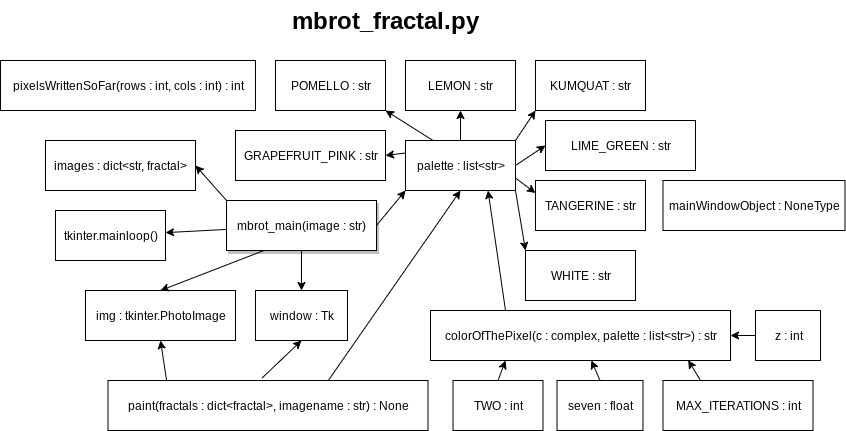 mbrot_fractal.py
pixelsWrittenSoFar(rows : int, cols : int) : int
POMELLO : str
LEMON : str
KUMQUAT : str
GRAPEFRUIT_PINK : str
LIME_GREEN : str
images : dict<str, fractal>
palette : list<str>
TANGERINE : str
mainWindowObject : NoneType
mbrot_main(image : str)
tkinter.mainloop()
WHITE : str
img : tkinter.PhotoImage
window : Tk
colorOfThePixel(c : complex, palette : list<str>) : str
z : int
paint(fractals : dict<fractal>, imagename : str) : None
TWO : int
seven : float
MAX_ITERATIONS : int